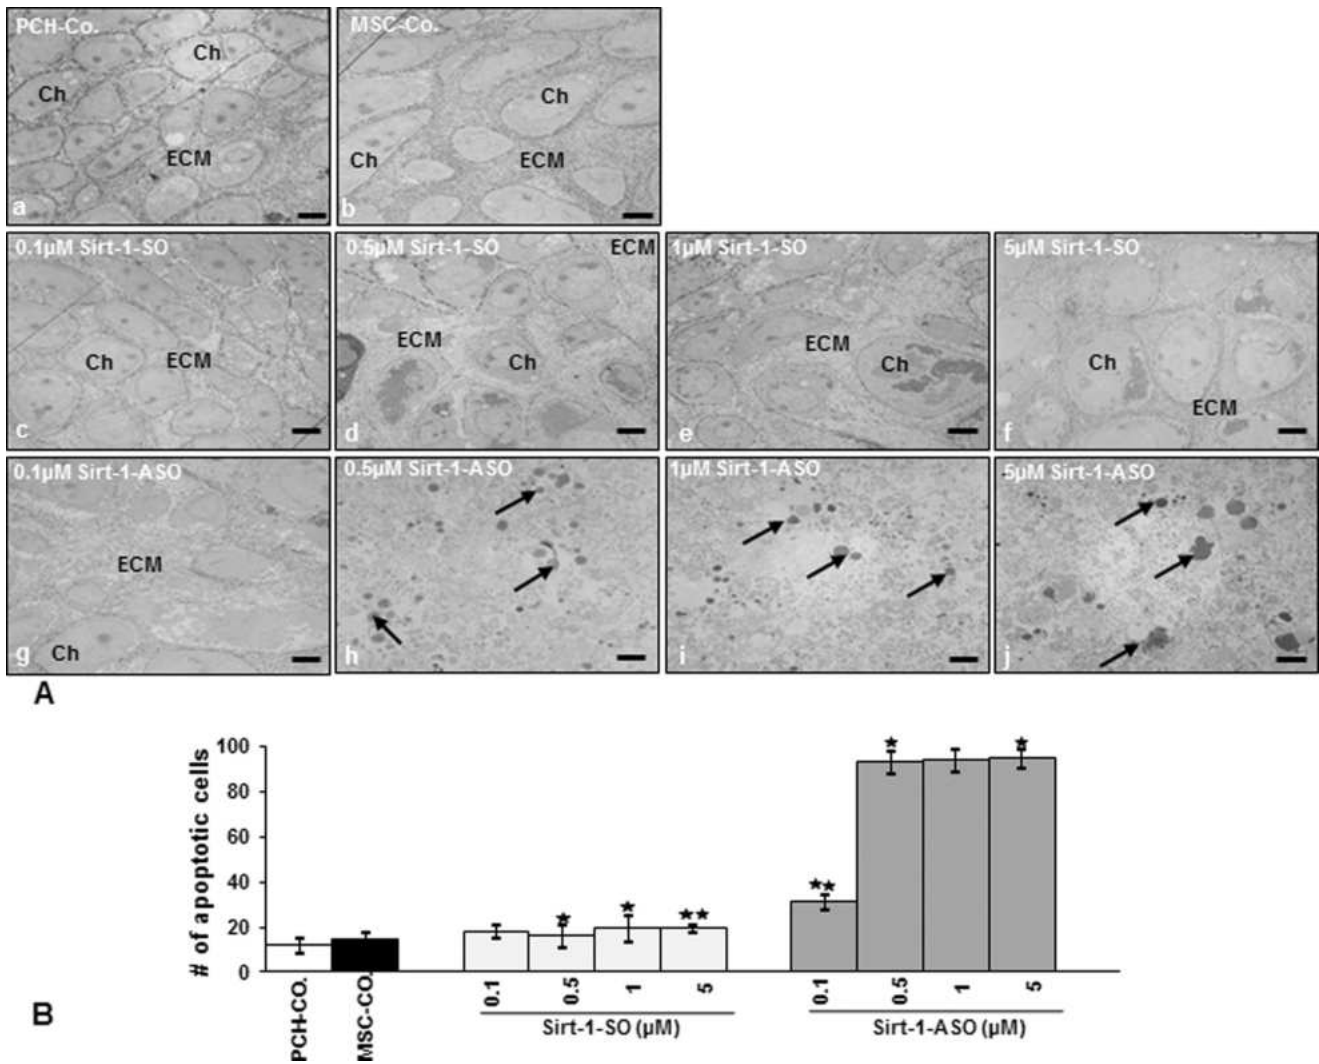 PCH-Co.
MSC-Co.
Ch
Ch
Ch
Ch
ECM
ECM
a
b
0.1µM Sirt-1-SO
0.5µM Sirt-1-SO
ECM
1µM Sirt-1-SO
5µM Sirt-1-SO
Ch
ECM
ECM
Ch
ECM
Ch
Ch
ECM
c
d
e
f
0.1µM Sirt-1-ASO
0.5µM Sirt-1-ASO
1µM Sirt-1-ASO
5µM Sirt-1-ASO
ECM
Ch
g
h
i
j
A
# of apoptotic cells
100
80
60
40
20
0
PCH-CO.
MSC-CO.
0.1
0.5
1
5
Sirt-1-SO (µM)
0.1
0.5
1
5
Sirt-1-ASO (µM)
B